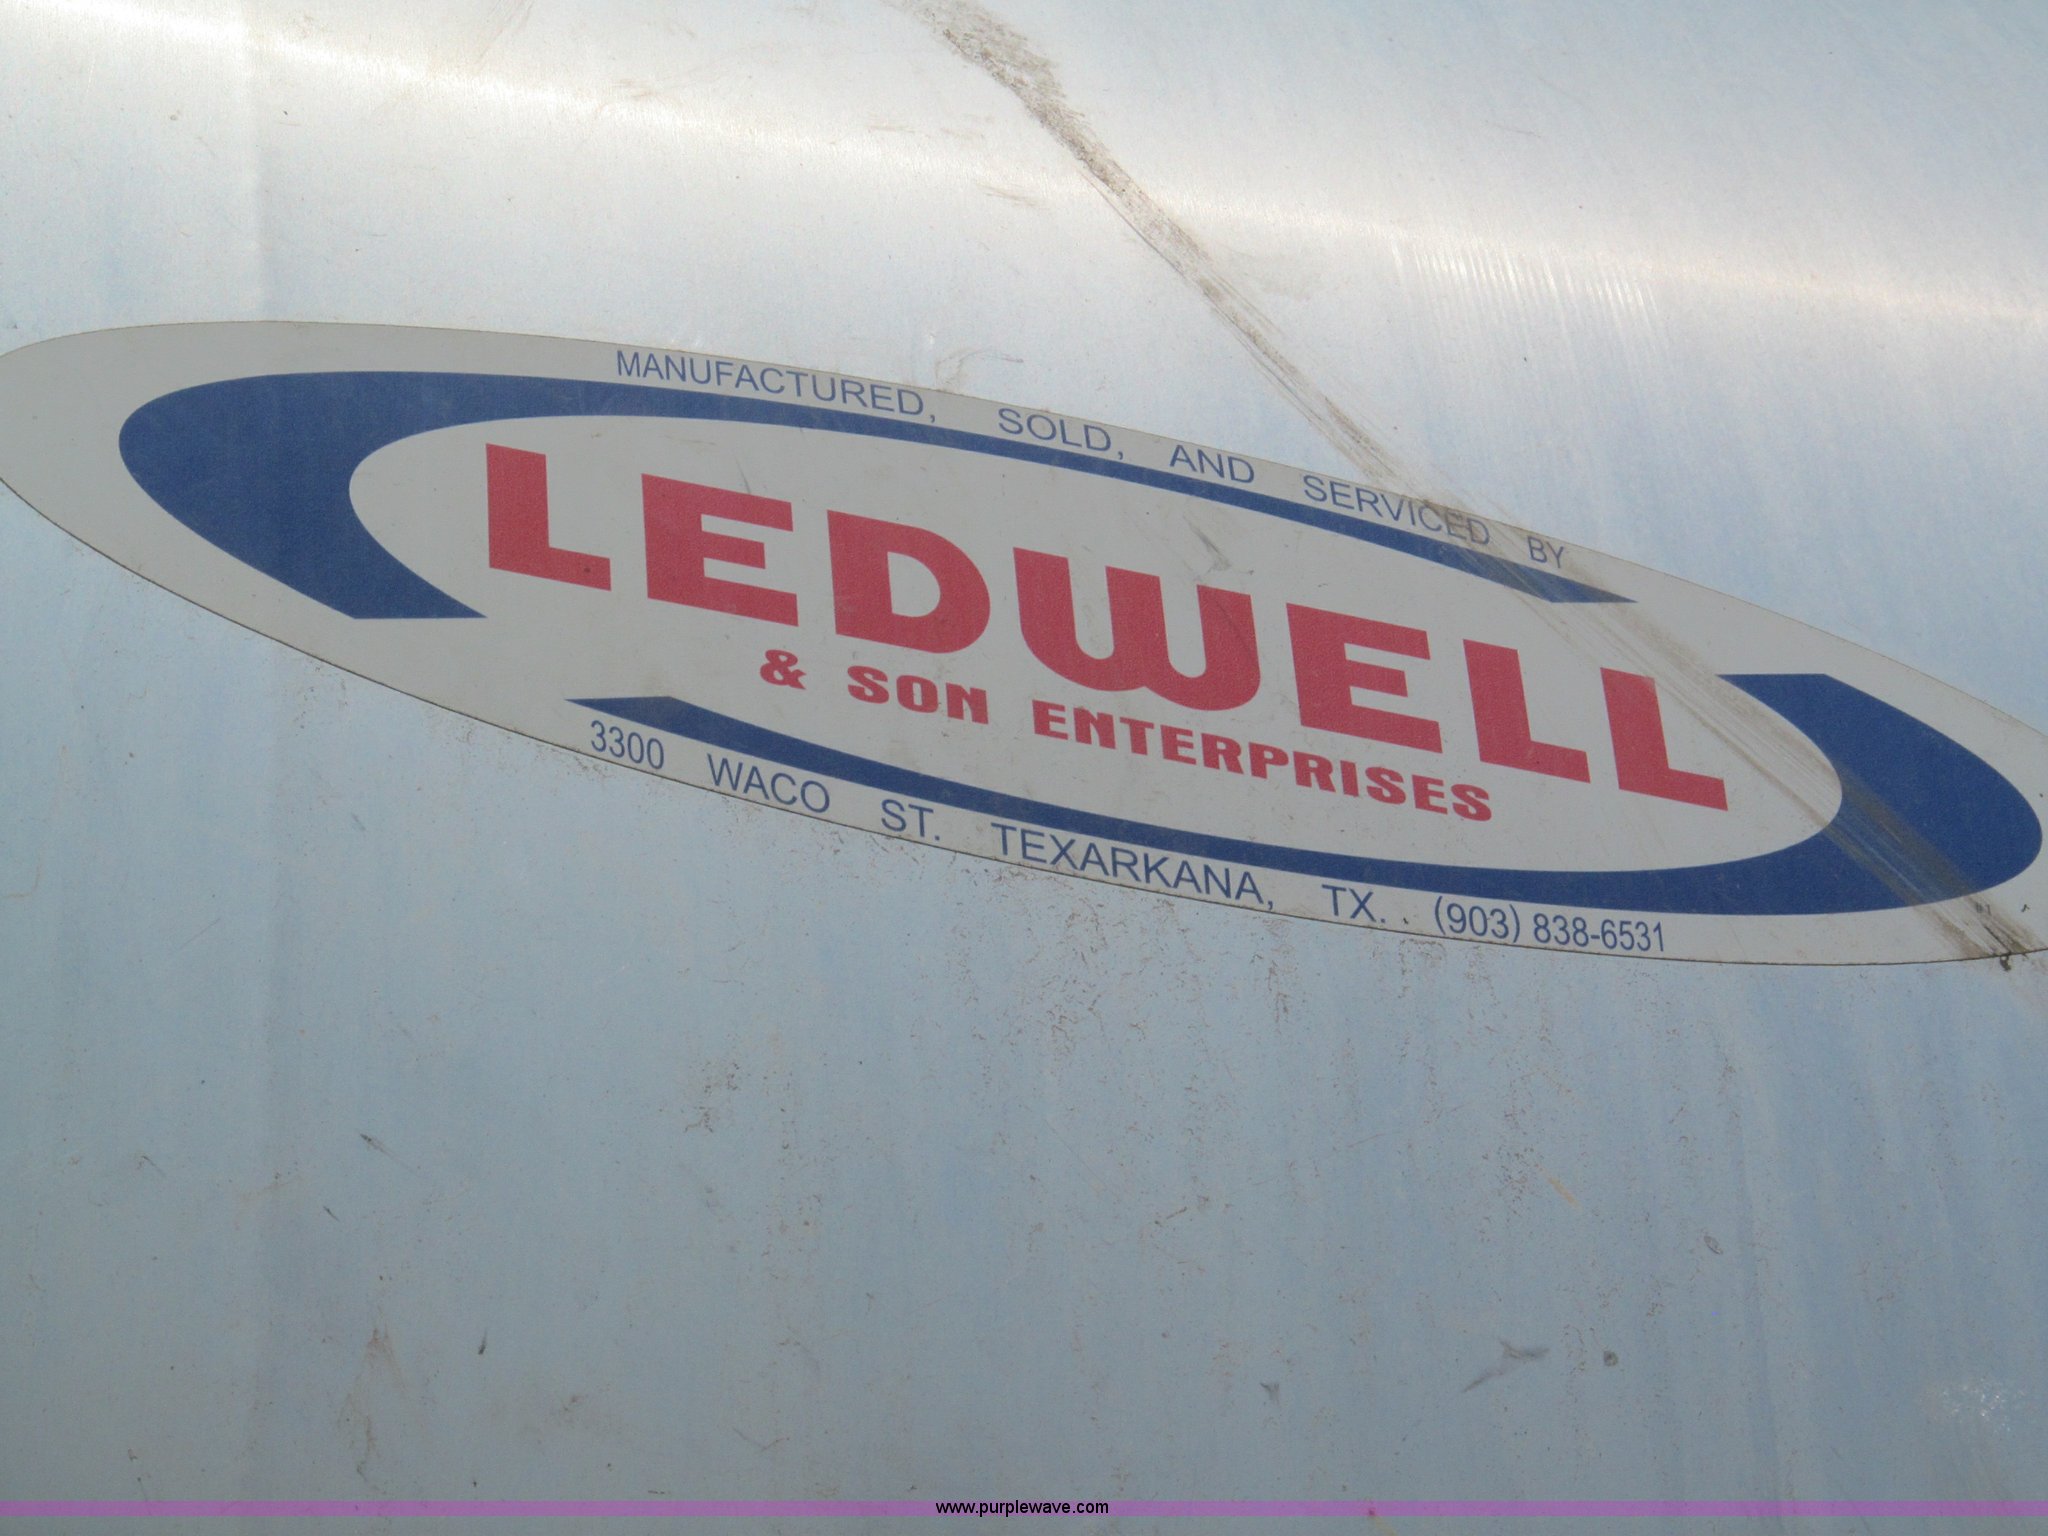 MANUFACTURED, SOLD, AND SERVICED BY
LEDWELL
& SON ENTERPRISES
3300 WACO ST. TEXARKANA, TX. (903) 838-6531
www.purplewave.com